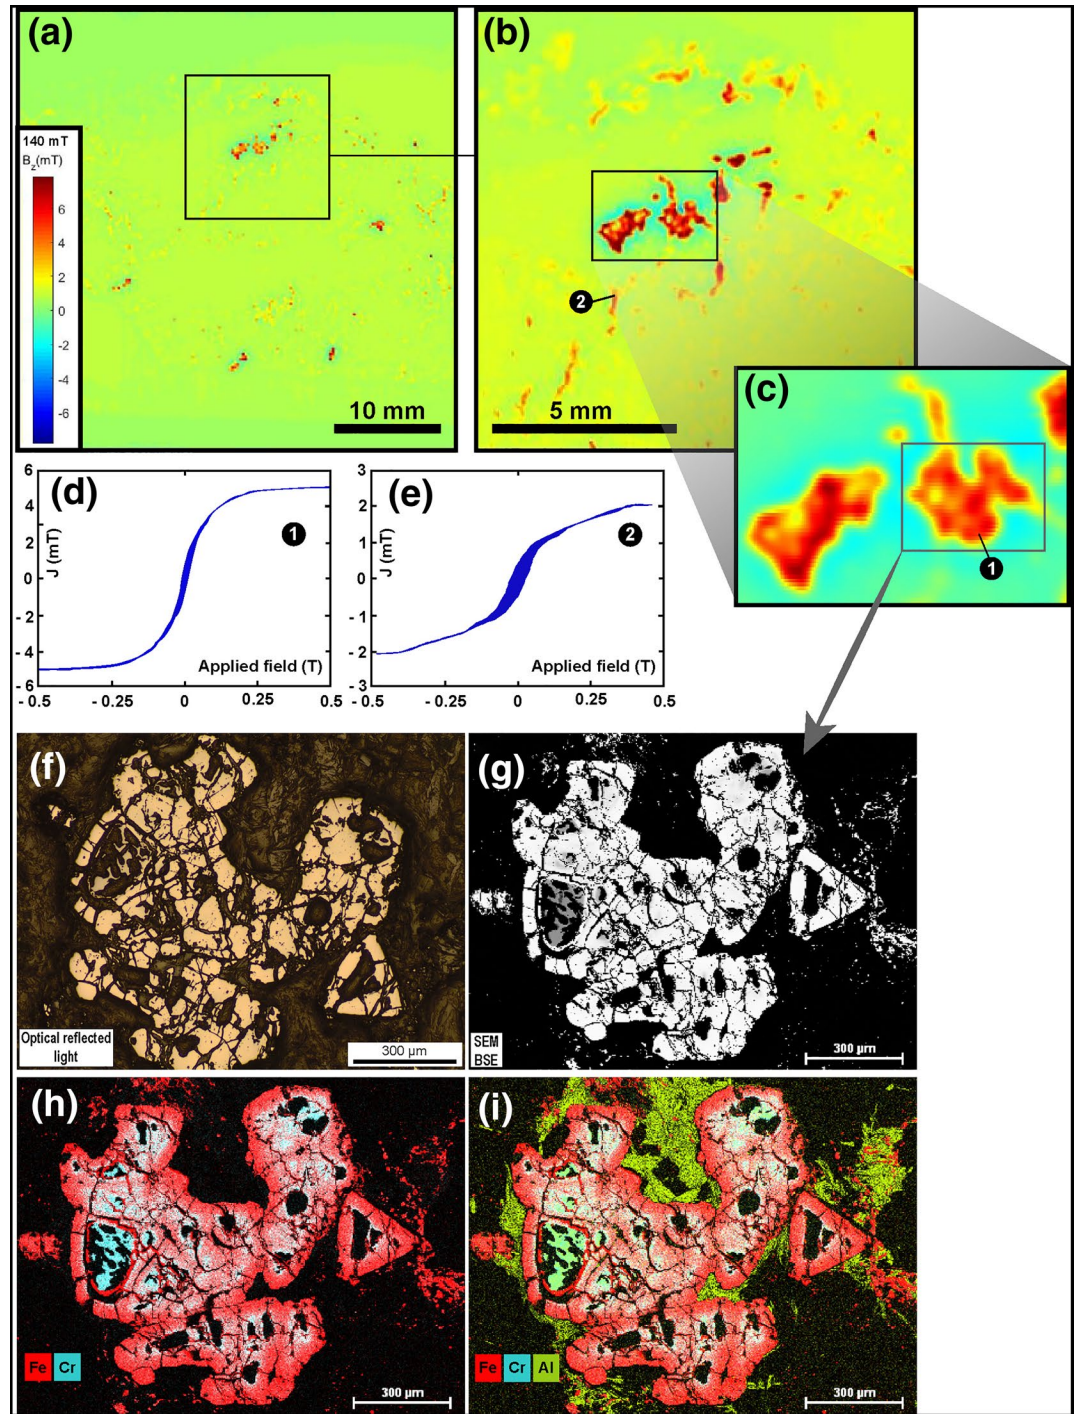 (a)
140 mT
Bz(mT)
6
4
2
0
-2
-4
-6
10 mm
(b)
2
5 mm
(c)
1
(d)
1
J (mT)
6
4
2
0
- 2
- 4
- 6
Applied field (T)
- 0.5
- 0.25
0
0.25
0.5
(e)
2
J (mT)
3
2
1
0
- 1
- 2
- 3
Applied field (T)
- 0.5
- 0.25
0
0.25
0.5
(f)
Optical reflected
light
300 µm
(g)
SEM
BSE
300 µm
(h)
Fe Cr
300 µm
(i)
Fe Cr Al
300 µm